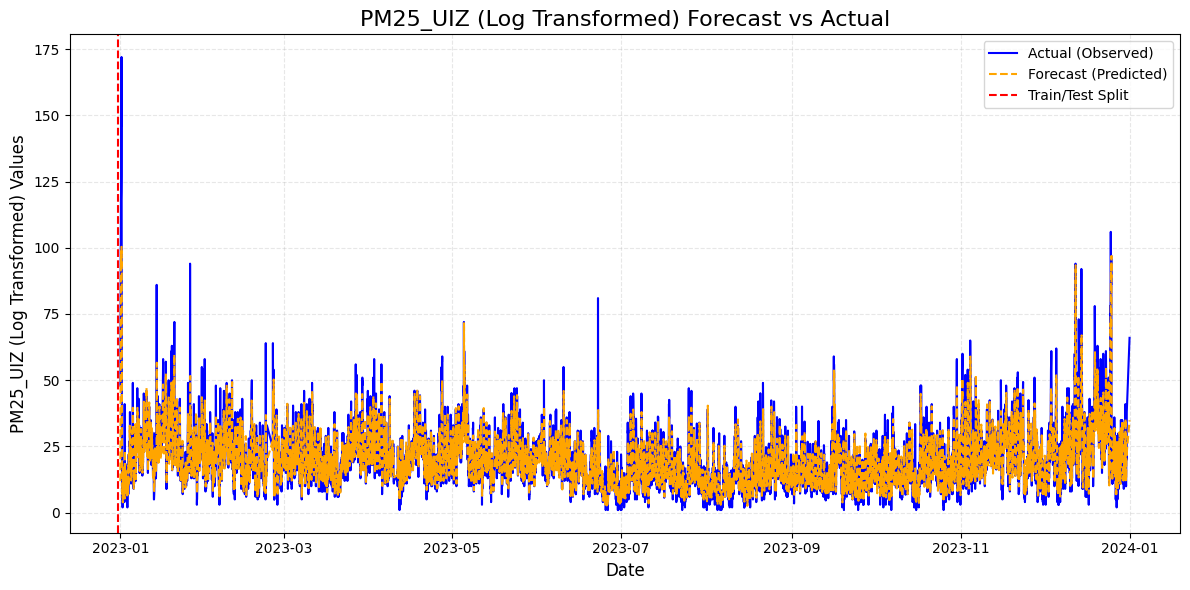 PM25_UIZ (Log Transformed) Forecast vs Actual
PM25_UIZ (Log Transformed) Values
175
150
125
100
75
50
25
0
Actual (Observed)
Forecast (Predicted)
Train/Test Split
2023-01
2023-03
2023-05
2023-07
2023-09
2023-11
2024-01
Date